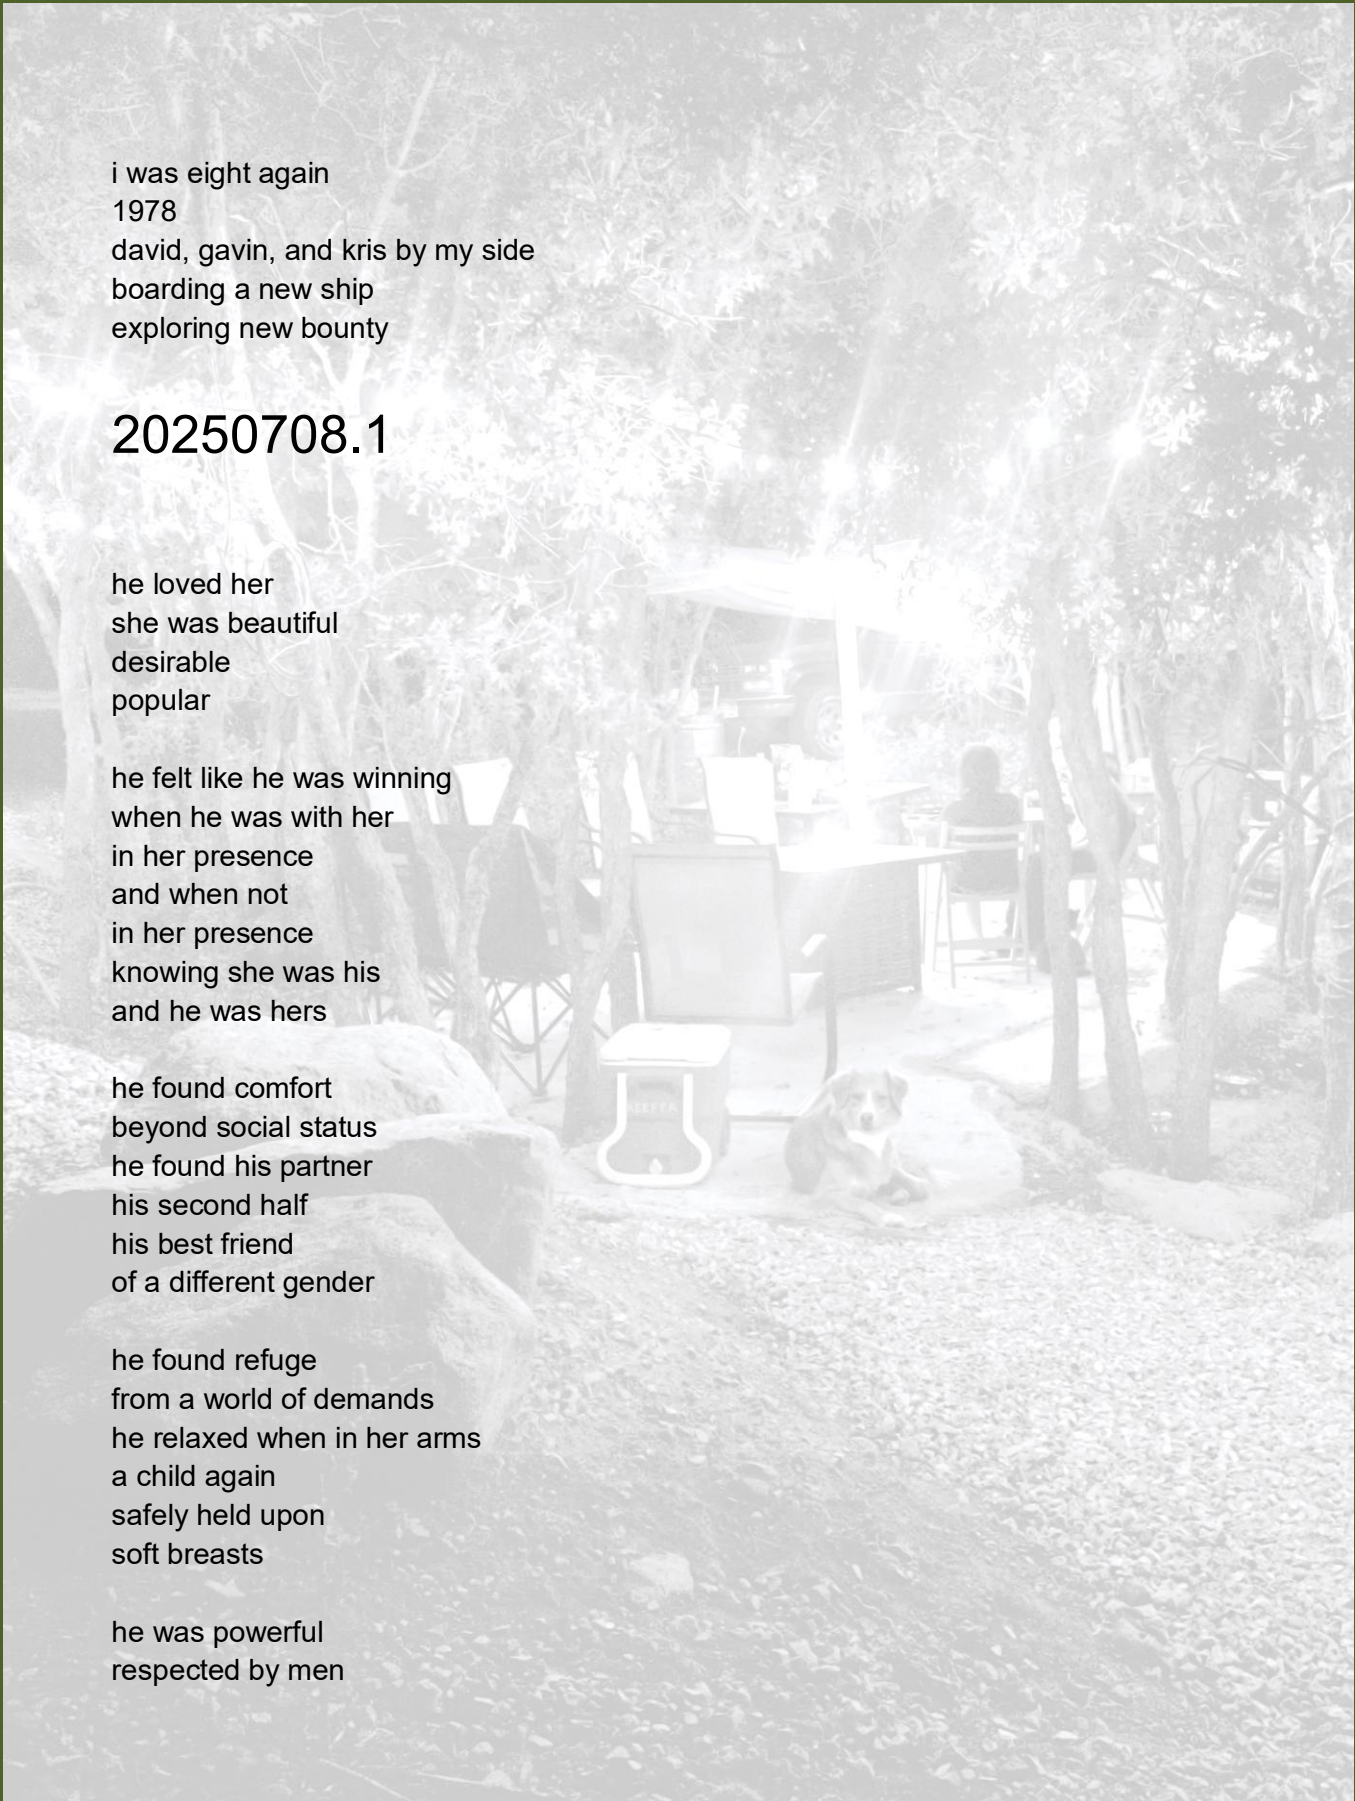 i was eight again
1978
david, gavin, and kris by my side
boarding a new ship
exploring new bounty
20250708.1
he loved her
she was beautiful
desirable
popular
he felt like he was winning
when he was with her
in her presence
and when not
in her presence
knowing she was his
and he was hers
he found comfort
beyond social status
he found his partner
his second half
his best friend
of a different gender
he found refuge
from a world of demands
he relaxed when in her arms
a child again
safely held upon
soft breasts
he was powerful
respected by men